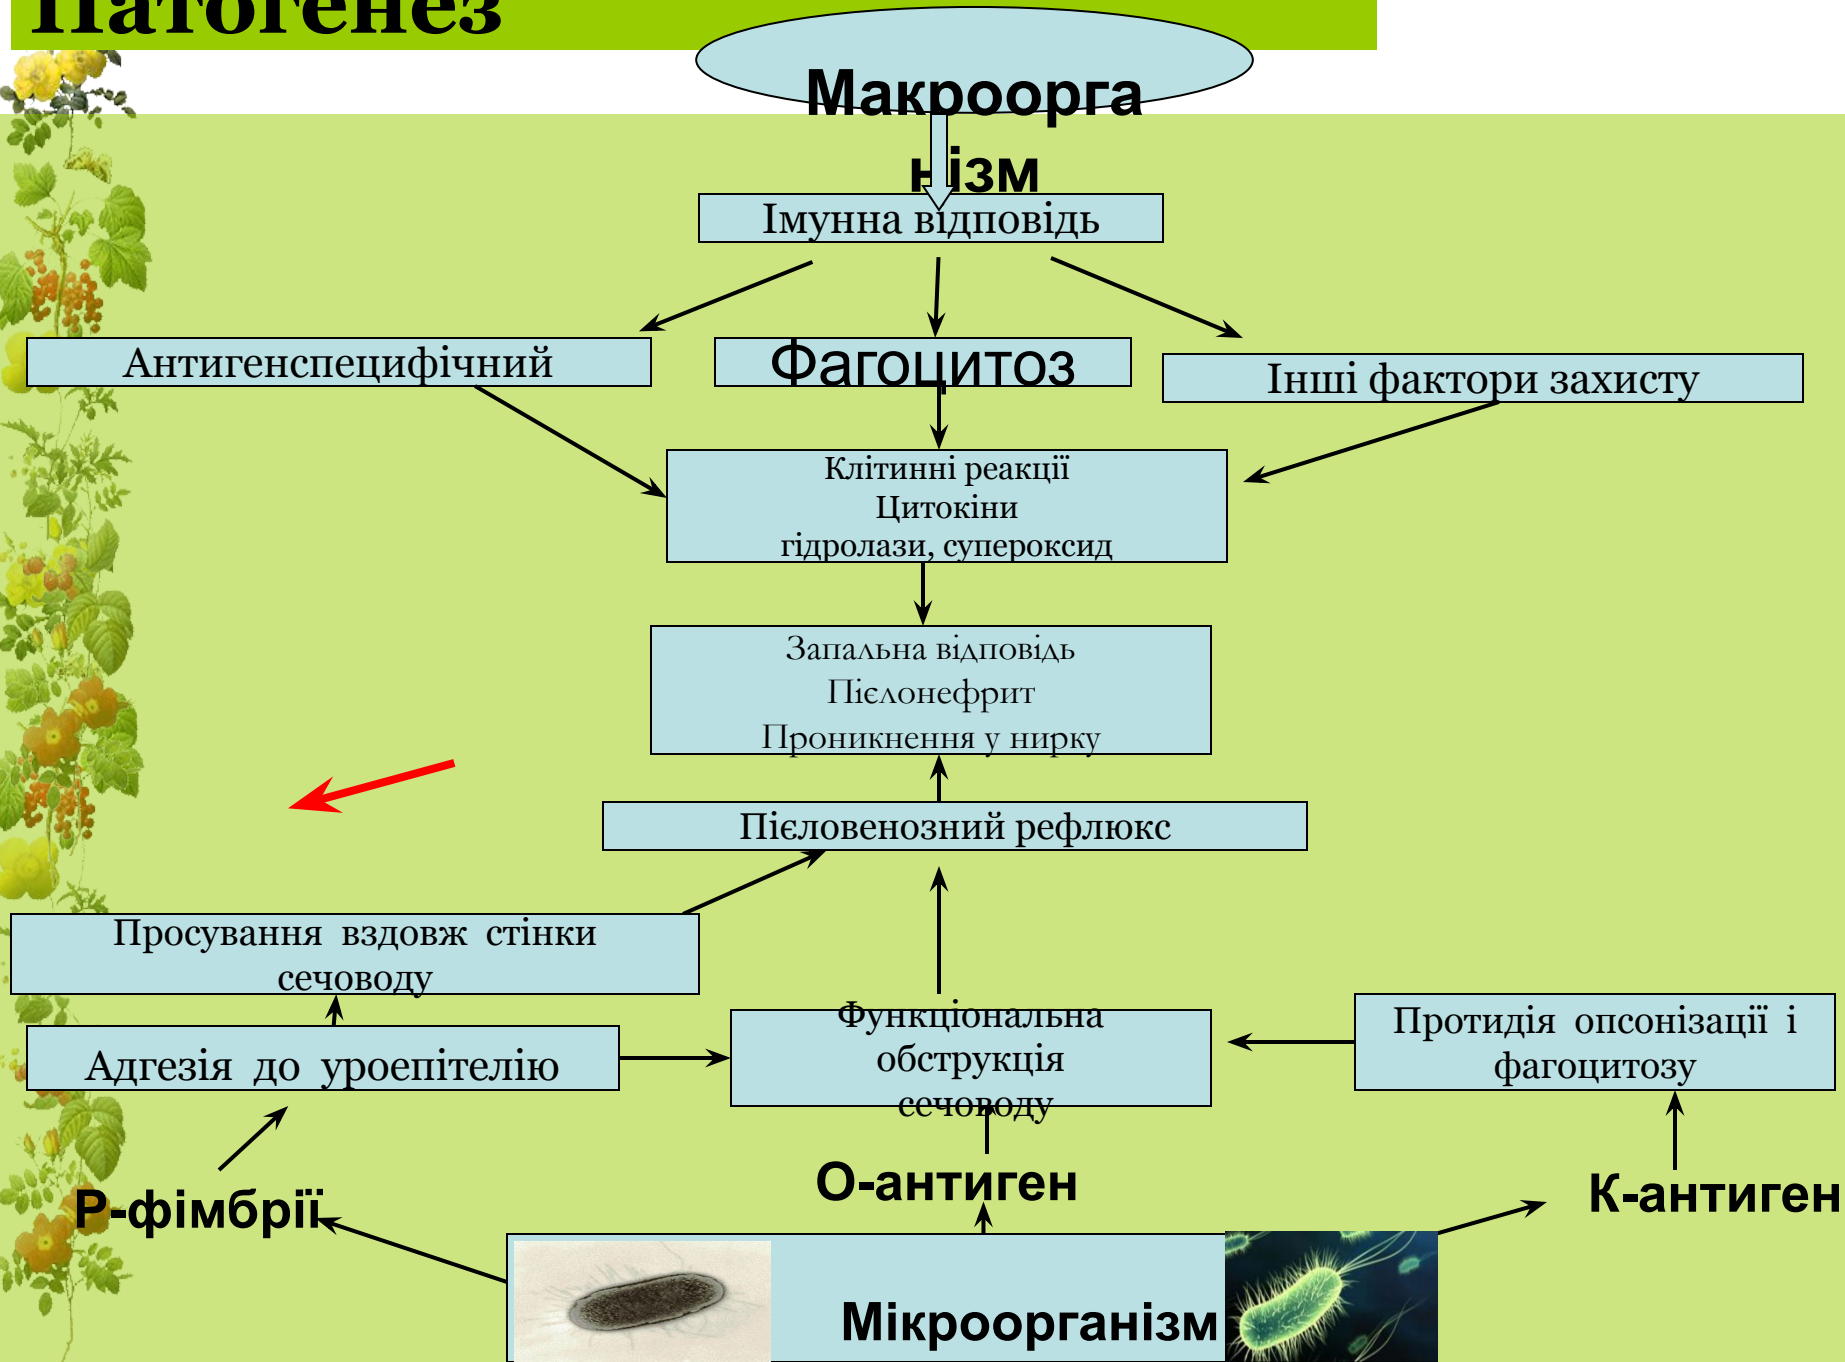 Патогенез
Макроорга
нізм
Імунна відповідь
Антигенспецифічний
Фагоцитоз
Інші фактори захисту
Клітинні реакції
Цитокіни
гідролази, супероксид
Запальна відповідь
Пієлонефрит
Проникнення у нирку
Пієловенозний рефлюкс
Просування вздовж стінки
сечоводу
Адгезія до уроепітелію
Функціональна
обструкція
сечоводу
Протидія опсонізації і
фагоцитозу
Р-фімбрії
О-антиген
К-антиген
Мікроорганізм